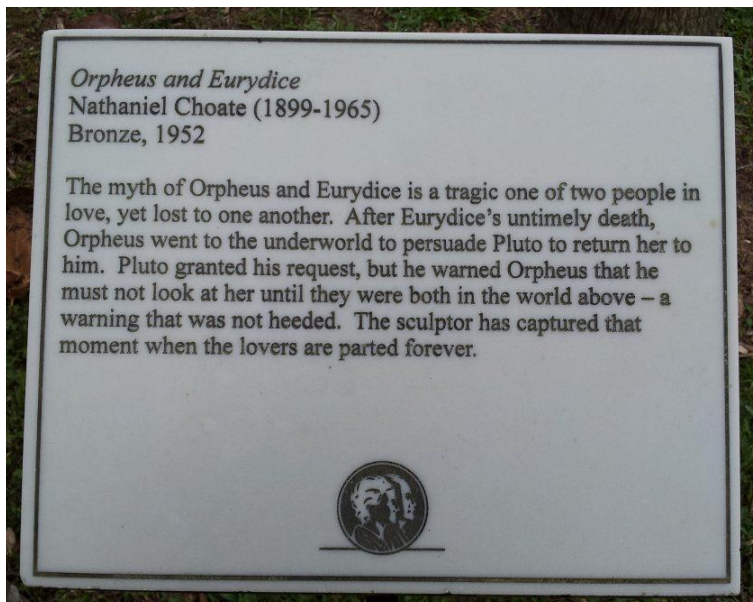 Orpheus and Eurydice
Nathaniel Choate (1899-1965)
Bronze, 1952
The myth of Orpheus and Eurydice is a tragic one of two people in
love, yet lost to one another.  After Eurydice's untimely death,
Orpheus went to the underworld to persuade Pluto to return her to
him.  Pluto granted his request, but he warned Orpheus that he
must not look at her until they were both in the world above – a
warning that was not heeded.  The sculptor has captured that
moment when the lovers are parted forever.